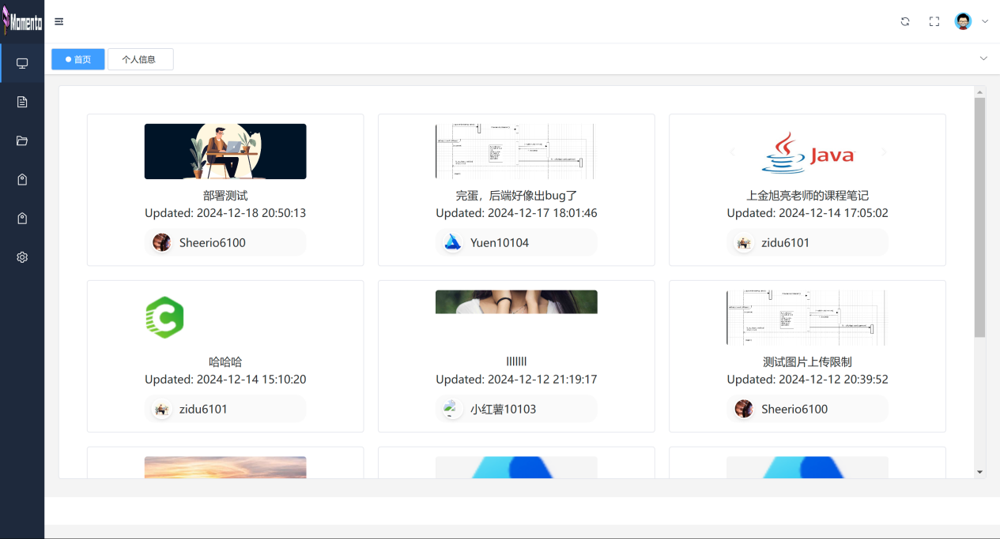 Momento
首页
个人信息
部署测试
Updated: 2024-12-18 20:50:13
Sheerio6100
完蛋，后端好像出bug了
Updated: 2024-12-17 18:01:46
Yuen10104
Java
上金旭亮老师的课程笔记
Updated: 2024-12-14 17:05:02
zidu6101
哈哈哈
Updated: 2024-12-14 15:10:20
zidu6101
lllllll
Updated: 2024-12-12 21:19:17
小红薯10103
测试图片上传限制
Updated: 2024-12-12 20:39:52
Sheerio6100